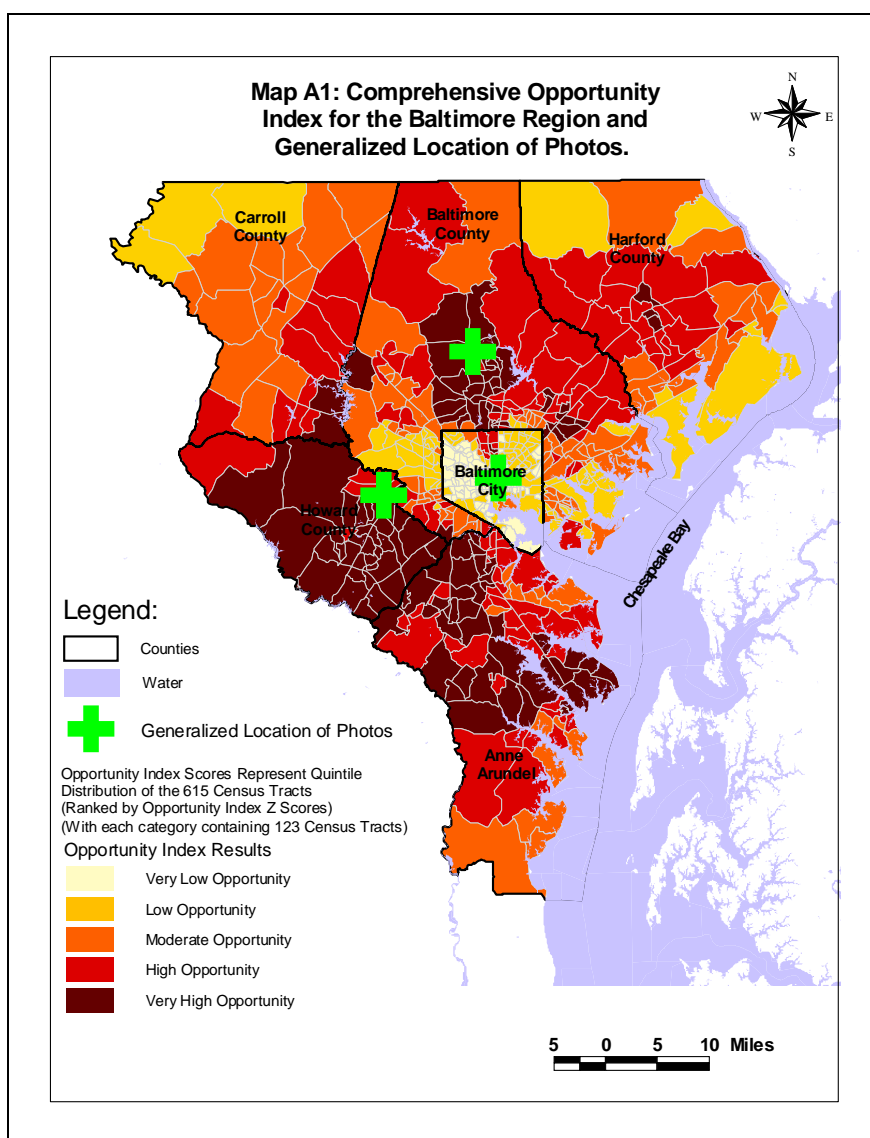 Map A1: Comprehensive Opportunity
Index for the Baltimore Region and
Generalized Location of Photos.
N
W
E
S
Carroll
County
Baltimore
County
Harford
County
Baltimore
City
Howard
County
Chesapeake Bay
Anne
Arundel
Legend:
Counties
Water
Generalized Location of Photos
Opportunity Index Scores Represent Quintile
Distribution of the 615 Census Tracts
(Ranked by Opportunity Index Z Scores)
(With each category containing 123 Census Tracts)
Opportunity Index Results
Very Low Opportunity
Low Opportunity
Moderate Opportunity
High Opportunity
Very High Opportunity
5 0 5 10 Miles